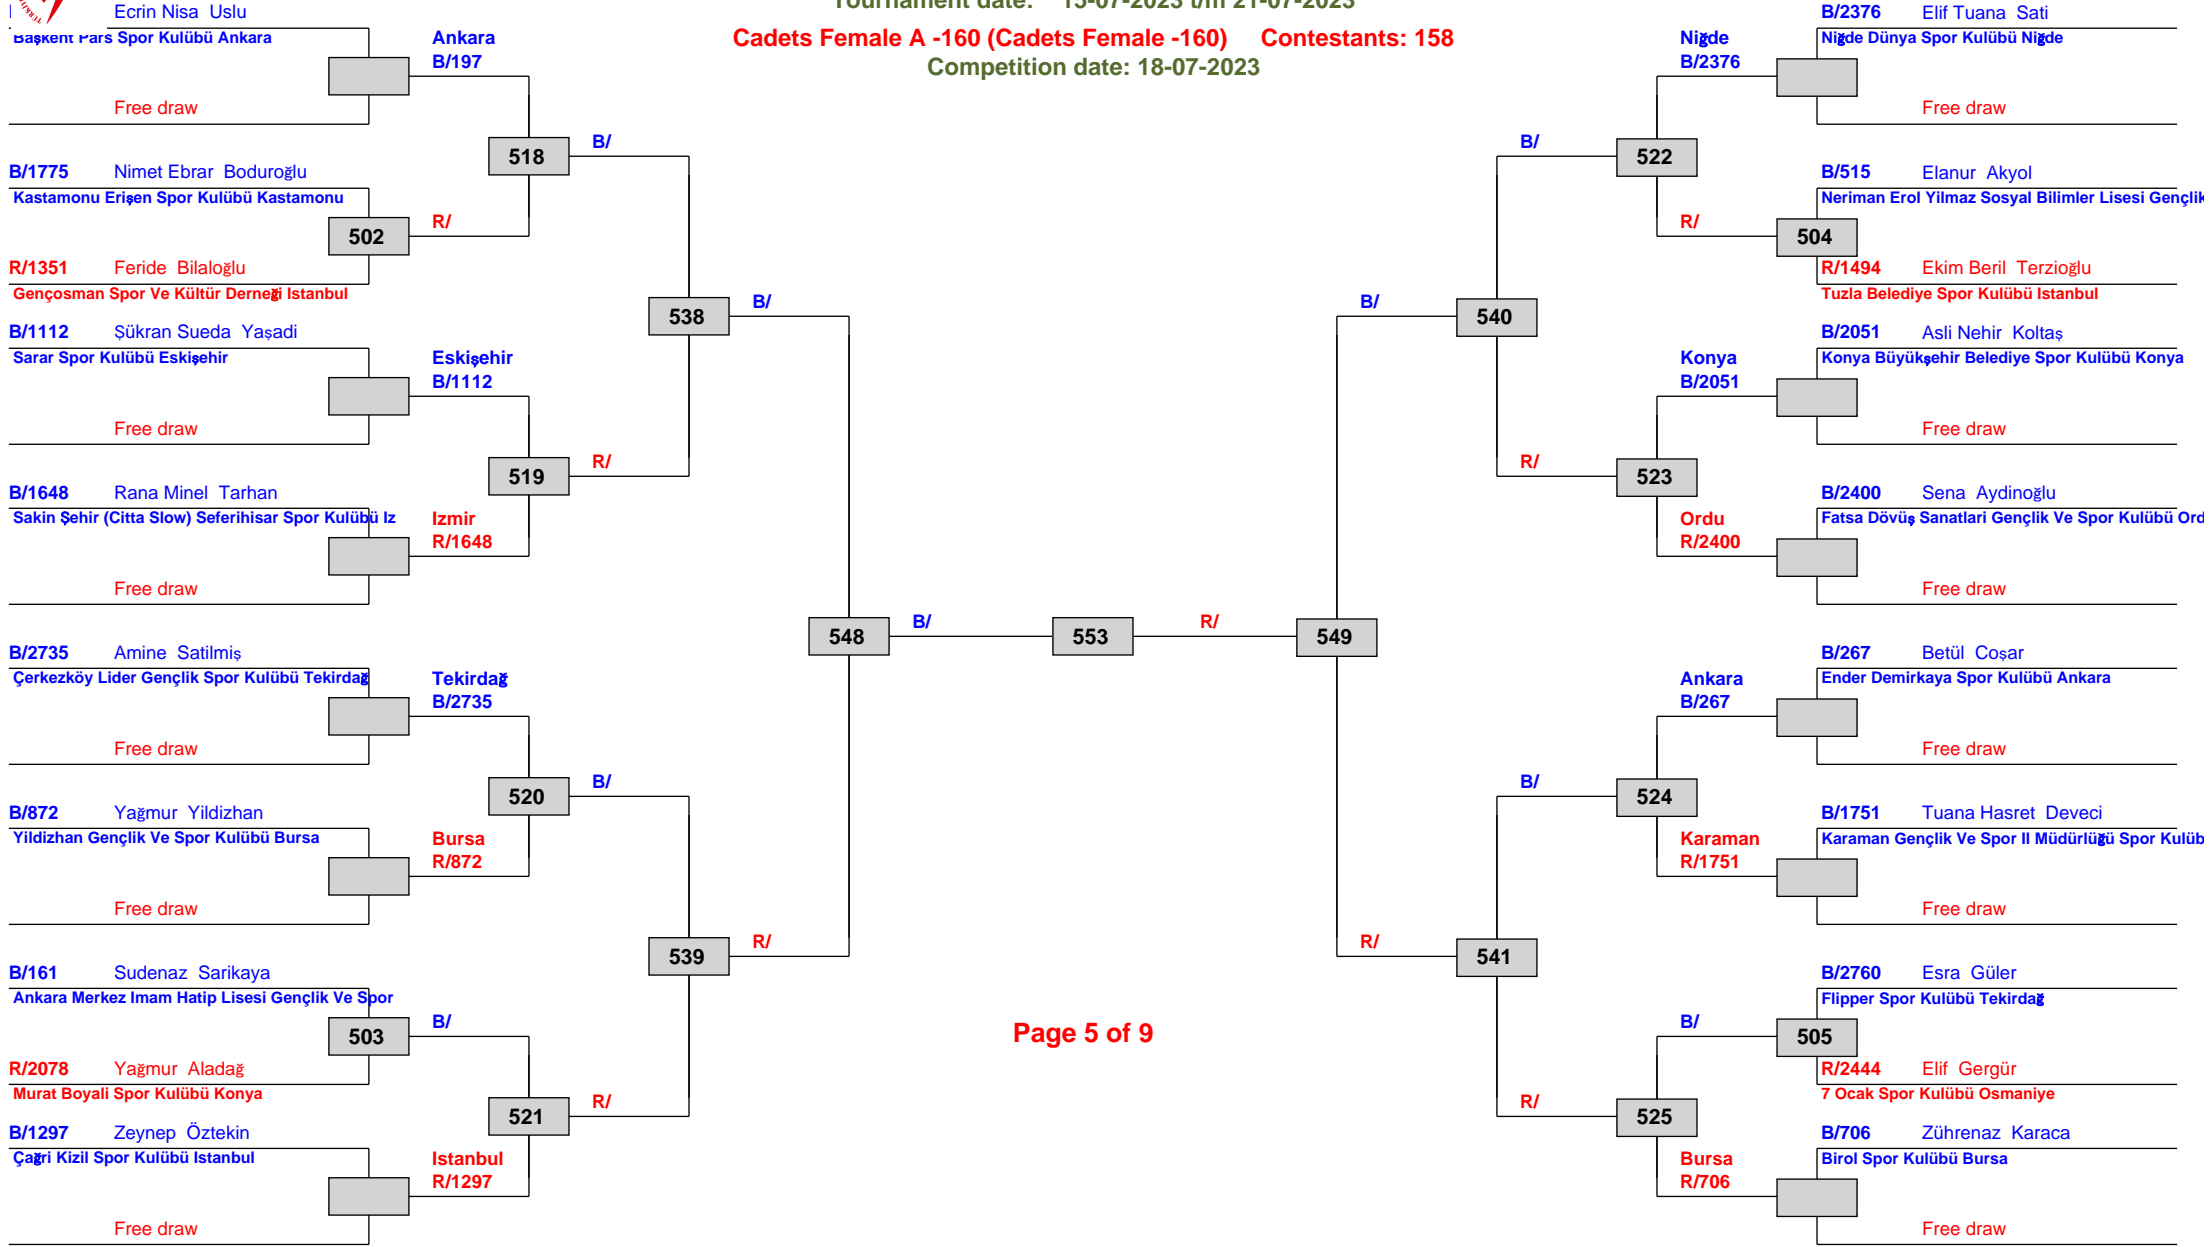 Tournament date: 15-07-2023 t/m 21-07-2023
Cadets Female A -160 (Cadets Female -160) Contestants: 158
Competition date: 18-07-2023
Ecrin Nisa Uslu
Başkent Pars Spor Kulübü Ankara
Ankara
B/197
Free draw
518
B/
B/1775 Nimet Ebrar Boduroğlu
Kastamonu Erişen Spor Kulübü Kastamonu
502
R/
R/1351 Feride Bilaloğlu
Gençosman Spor Ve Kültür Derneği Istanbul
538
B/
B/1112 Şükran Sueda Yaşadi
Sarar Spor Kulübü Eskişehir
Eskişehir
B/1112
Free draw
519
R/
B/1648 Rana Minel Tarhan
Sakin Şehir (Citta Slow) Seferihisar Spor Kulübü Iz
Izmir
R/1648
Free draw
548
B/
553
R/
549
B/2735 Amine Satilmiş
Çerkezköy Lider Gençlik Spor Kulübü Tekirdağ
Tekirdağ
B/2735
Free draw
520
B/
B/872 Yağmur Yildizhan
Yildizhan Gençlik Ve Spor Kulübü Bursa
Bursa
R/872
Free draw
539
R/
B/161 Sudenaz Sarikaya
Ankara Merkez Imam Hatip Lisesi Gençlik Ve Spor
503
B/
R/2078 Yağmur Aladağ
Murat Boyali Spor Kulübü Konya
521
R/
B/1297 Zeynep Öztekin
Çağri Kizil Spor Kulübü Istanbul
Istanbul
R/1297
Free draw
Page 5 of 9
B/2376 Elif Tuana Sati
Niğde Dünya Spor Kulübü Niğde
Niğde
B/2376
Free draw
B/
522
B/515 Elanur Akyol
Neriman Erol Yilmaz Sosyal Bilimler Lisesi Gençlik
R/
504
R/1494 Ekim Beril Terzioğlu
Tuzla Belediye Spor Kulübü Istanbul
B/
540
B/2051 Asli Nehir Koltaş
Konya Büyükşehir Belediye Spor Kulübü Konya
Konya
B/2051
Free draw
R/
523
B/2400 Sena Aydinoğlu
Fatsa Dövüş Sanatlari Gençlik Ve Spor Kulübü Ord
Ordu
R/2400
Free draw
B/267 Betül Coşar
Ender Demirkaya Spor Kulübü Ankara
Ankara
B/267
Free draw
B/
524
B/1751 Tuana Hasret Deveci
Karaman Gençlik Ve Spor Il Müdürlüğü Spor Kulüb
Karaman
R/1751
Free draw
R/
541
B/2760 Esra Güler
Flipper Spor Kulübü Tekirdağ
B/
505
R/2444 Elif Gergür
7 Ocak Spor Kulübü Osmaniye
R/
525
B/706 Zührenaz Karaca
Birol Spor Kulübü Bursa
Bursa
R/706
Free draw